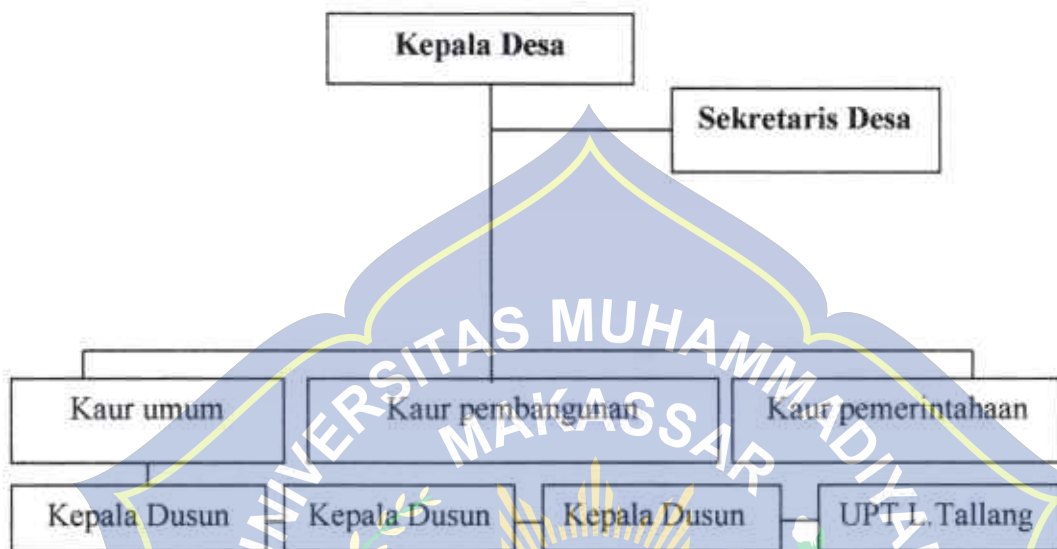 Kepala Desa
Sekretaris Desa
UNIVERSITAS MUHAMMADIYA
MAKASSAR
Kaur umum
Kaur pembangunan
Kaur pemerintahaan
Kepala Dusun
Kepala Dusun
Kepala Dusun
UPT L.Tallang